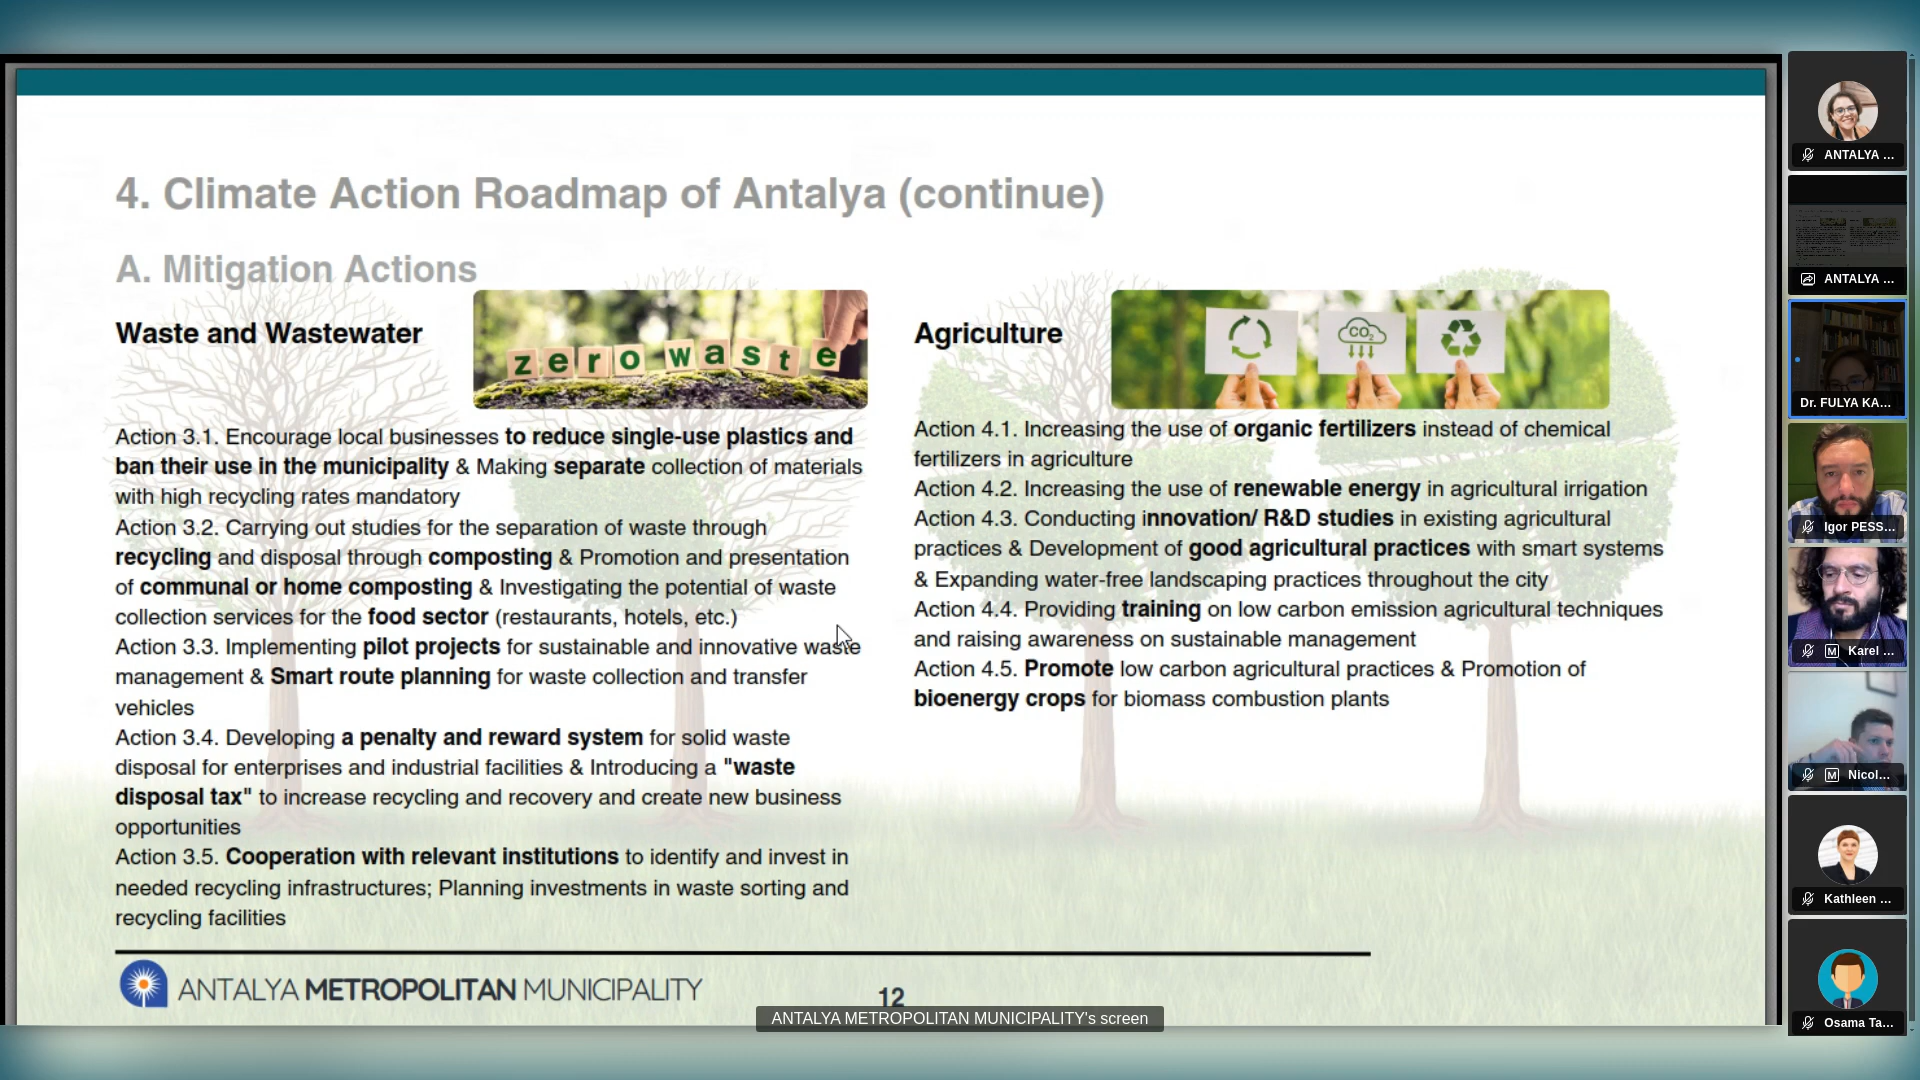 4. Climate Action Roadmap of Antalya (continue)
A. Mitigation Actions
Waste and Wastewater
zero waste
Action 3.1. Encourage local businesses to reduce single-use plastics and
ban their use in the municipality & Making separate collection of materials
with high recycling rates mandatory
Action 3.2. Carrying out studies for the separation of waste through
recycling and disposal through composting & Promotion and presentation
of communal or home composting & Investigating the potential of waste
collection services for the food sector (restaurants, hotels, etc.)
Action 3.3. Implementing pilot projects for sustainable and innovative waste
management & Smart route planning for waste collection and transfer
vehicles
Action 3.4. Developing a penalty and reward system for solid waste
disposal for enterprises and industrial facilities & Introducing a "waste
disposal tax" to increase recycling and recovery and create new business
opportunities
Action 3.5. Cooperation with relevant institutions to identify and invest in
needed recycling infrastructures; Planning investments in waste sorting and
recycling facilities
Agriculture
CO2
Action 4.1. Increasing the use of organic fertilizers instead of chemical
fertilizers in agriculture
Action 4.2. Increasing the use of renewable energy in agricultural irrigation
Action 4.3. Conducting innovation/ R&D studies in existing agricultural
practices & Development of good agricultural practices with smart systems
& Expanding water-free landscaping practices throughout the city
Action 4.4. Providing training on low carbon emission agricultural techniques
and raising awareness on sustainable management
Action 4.5. Promote low carbon agricultural practices & Promotion of
bioenergy crops for biomass combustion plants
ANTALYA METROPOLITAN MUNICIPALITY
12
ANTALYA METROPOLITAN MUNICIPALITY's screen
ANTALYA ...
ANTALYA ...
Dr. FULYA KA...
Igor PESS...
M Karel ...
M Nicol...
Kathleen ...
Osama Ta...